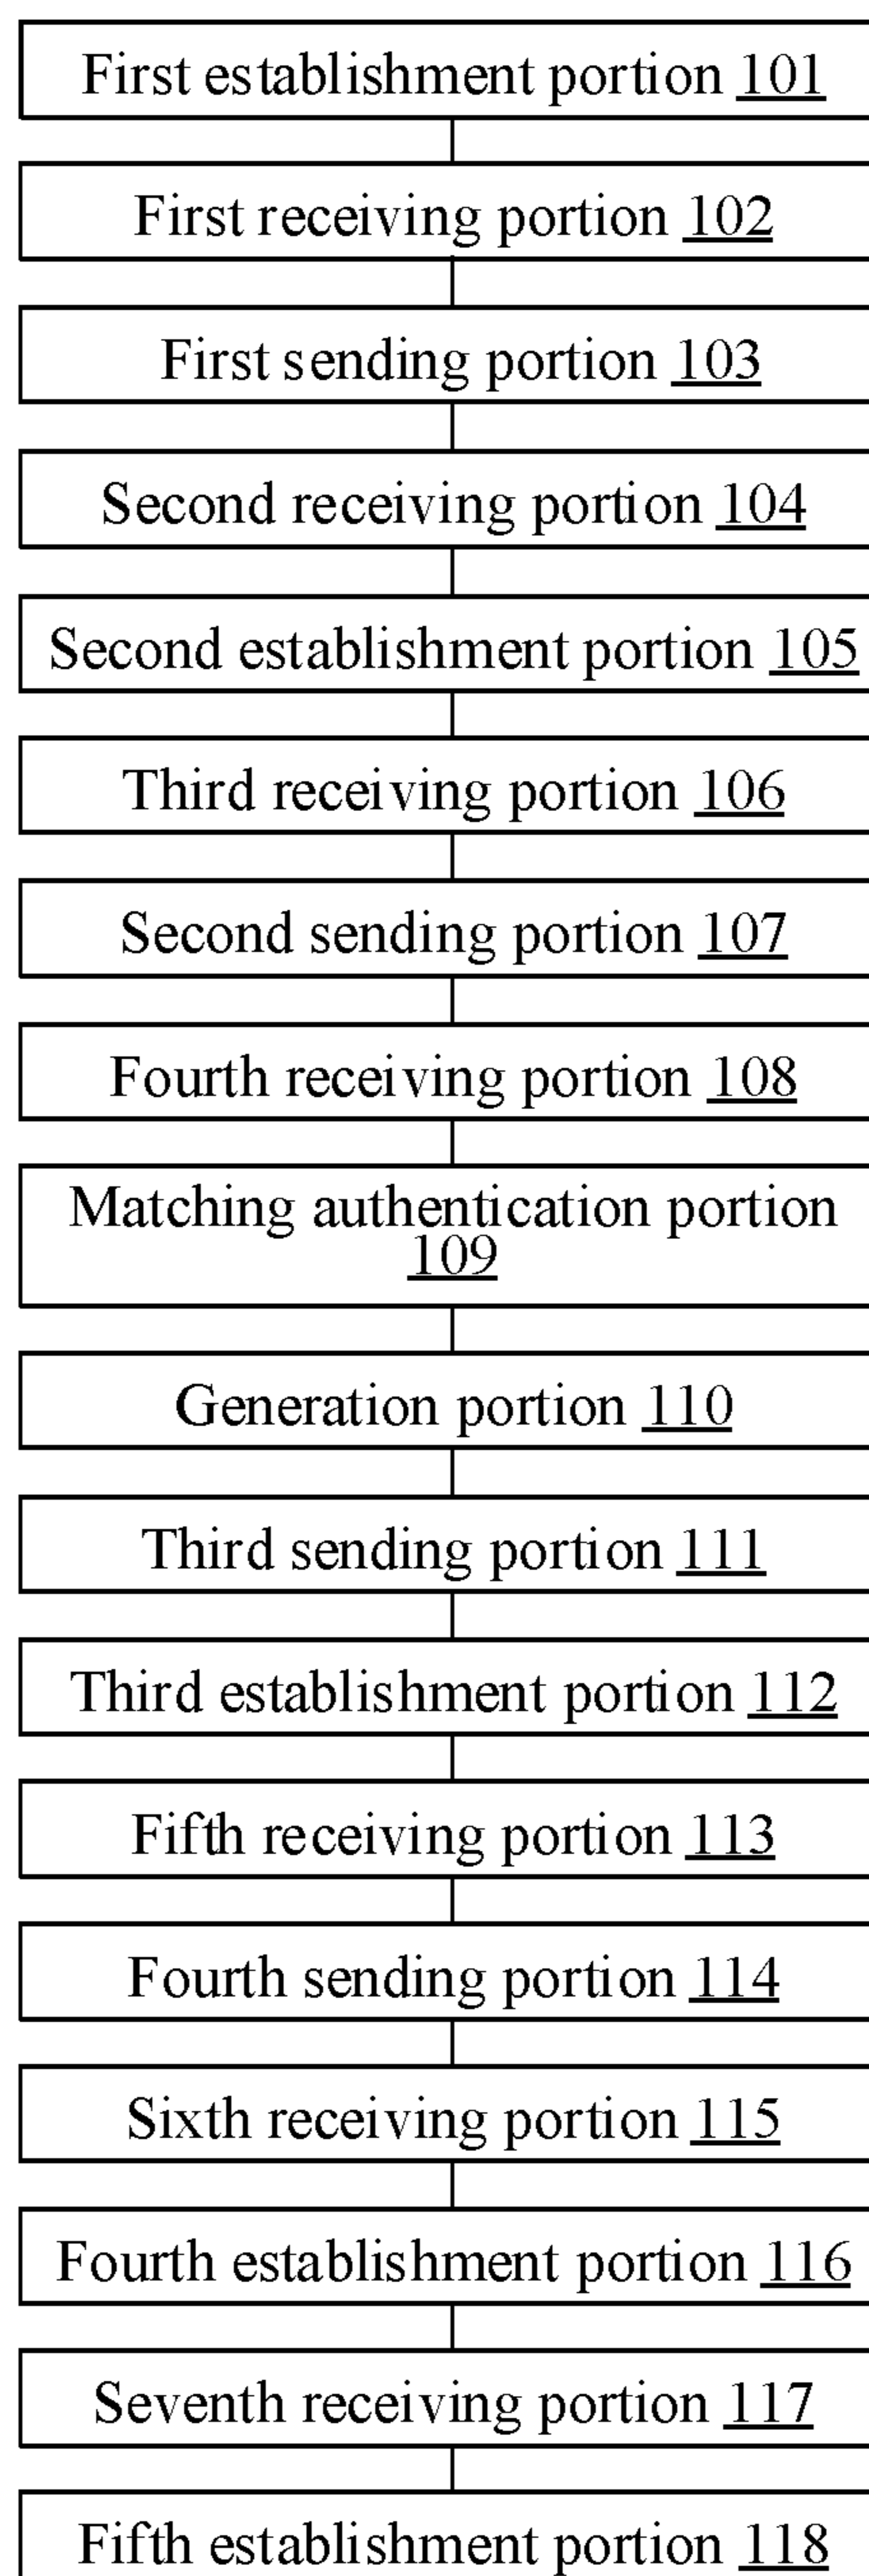 First establishment portion 101
First receiving portion 102
First sending portion 103
Second receiving portion 104
Second establishment portion 105
Third receiving portion 106
Second sending portion 107
Fourth receiving portion 108
Matching authentication portion
109
Generation portion 110
Third sending portion 111
Third establishment portion 112
Fifth receiving portion 113
Fourth sending portion 114
Sixth receiving portion 115
Fourth establishment portion 116
Seventh receiving portion 117
Fifth establishment portion 118